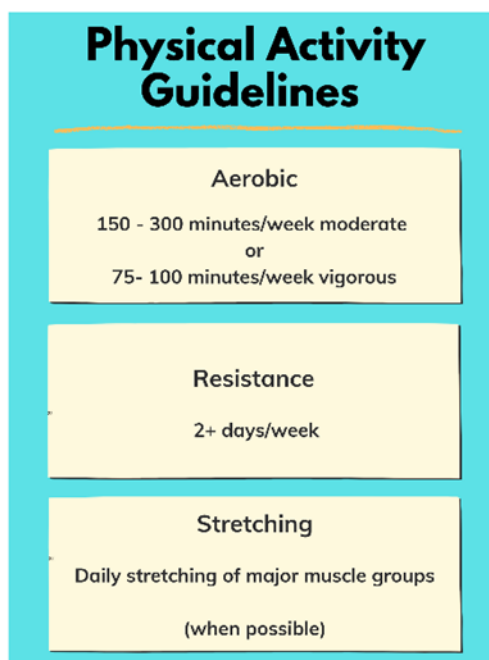 Physical Activity
Guidelines
Aerobic
150 - 300 minutes/week moderate
or
75- 100 minutes/week vigorous
Resistance
2+ days/week
Stretching
Daily stretching of major muscle groups
(when possible)